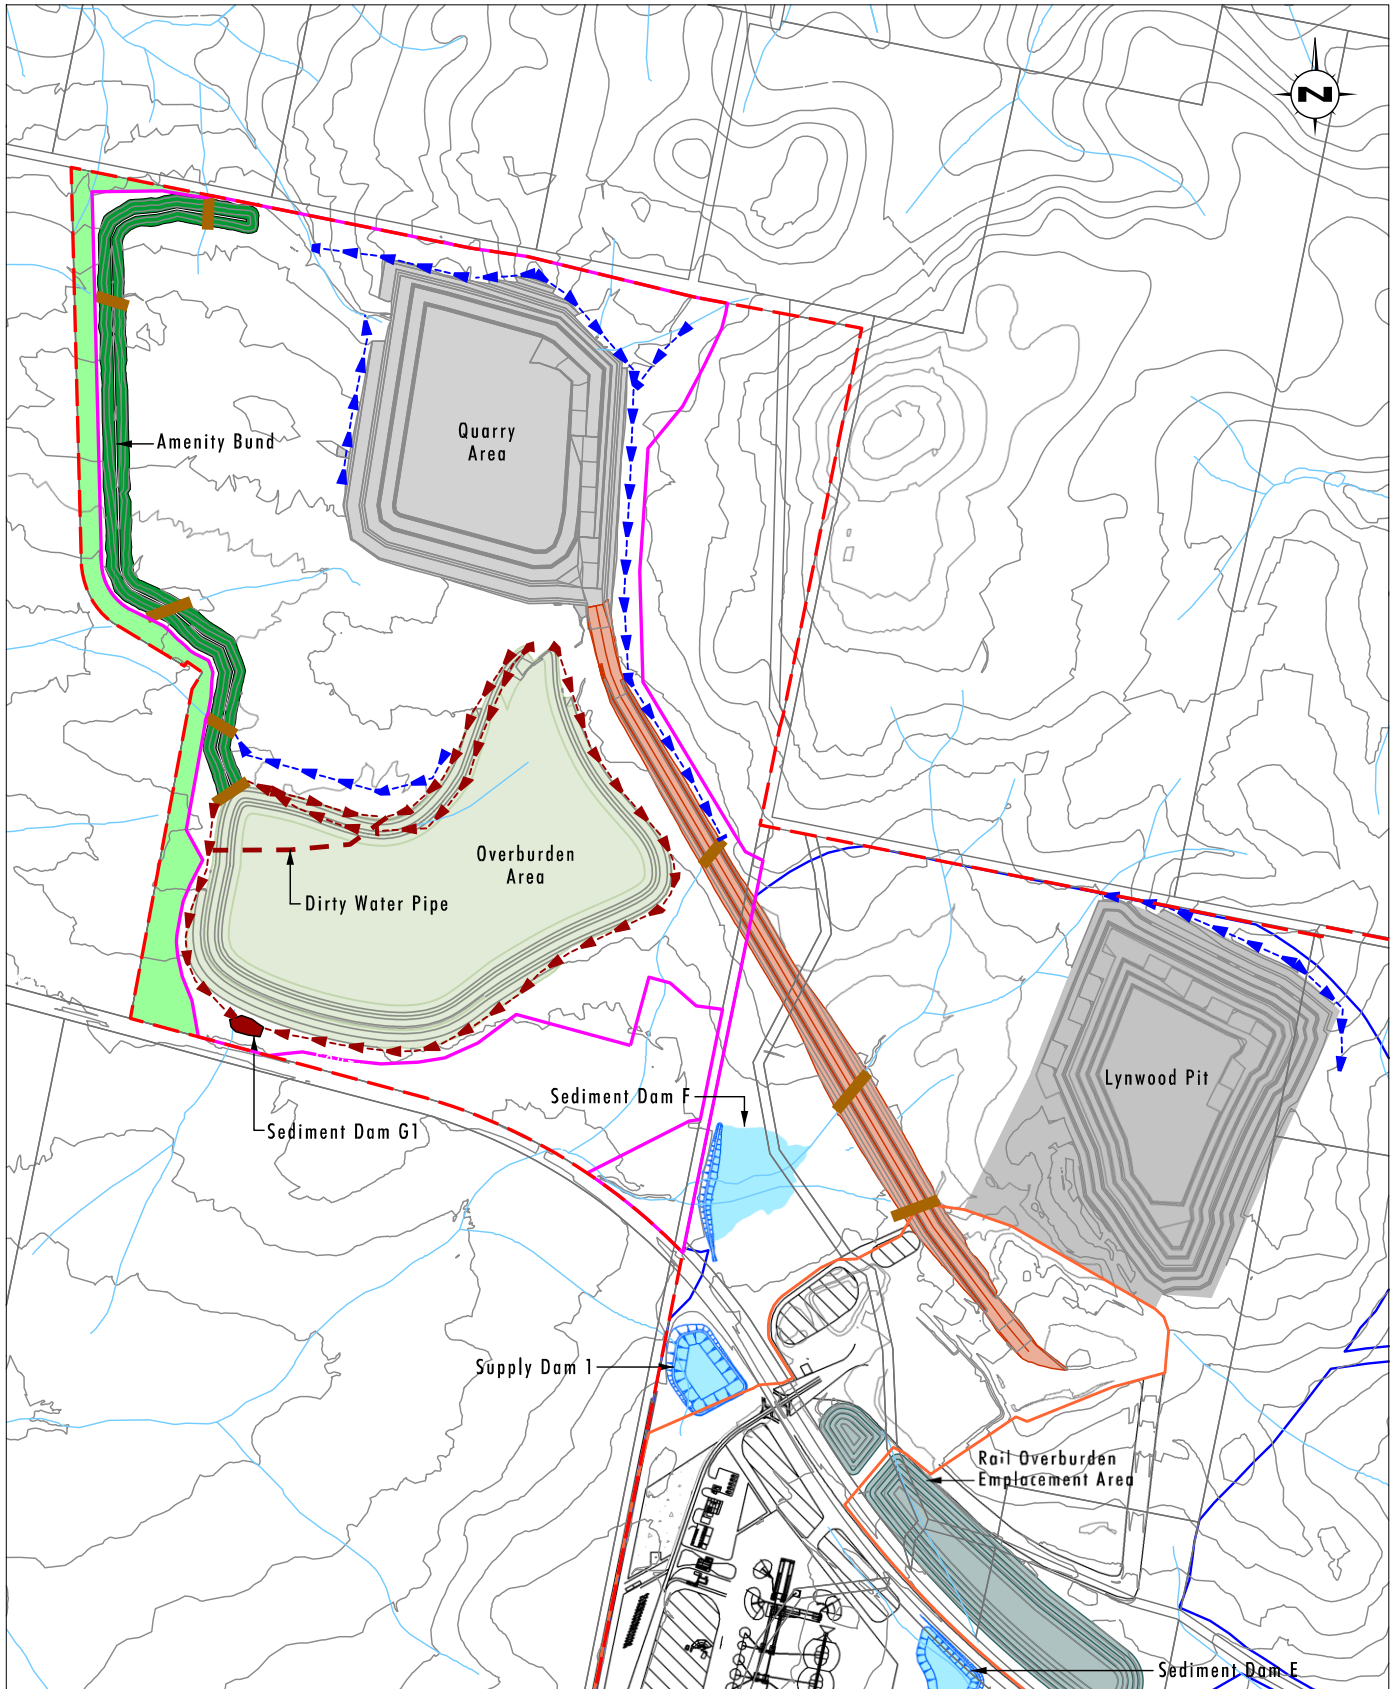 N
Amenity Bund
Quarry
Area
Overburden
Area
Dirty Water Pipe
Sediment Dam F
Lynwood Pit
Sediment Dam G1
Supply Dam 1
Rail Overburden
Emplacement Area
Sediment Dam E